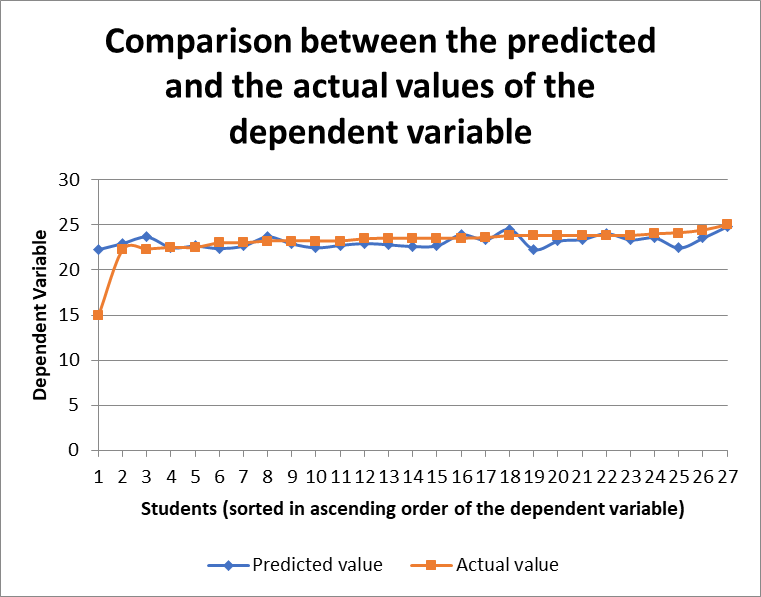 Comparison between the predicted
and the actual values of the
dependent variable
30
25
20
15
10
5
0
Dependent Variable
1 2 3 4 5 6 7 8 9 10 11 12 13 14 15 16 17 18 19 20 21 22 23 24 25 26 27
Students (sorted in ascending order of the dependent variable)
Predicted value Actual value